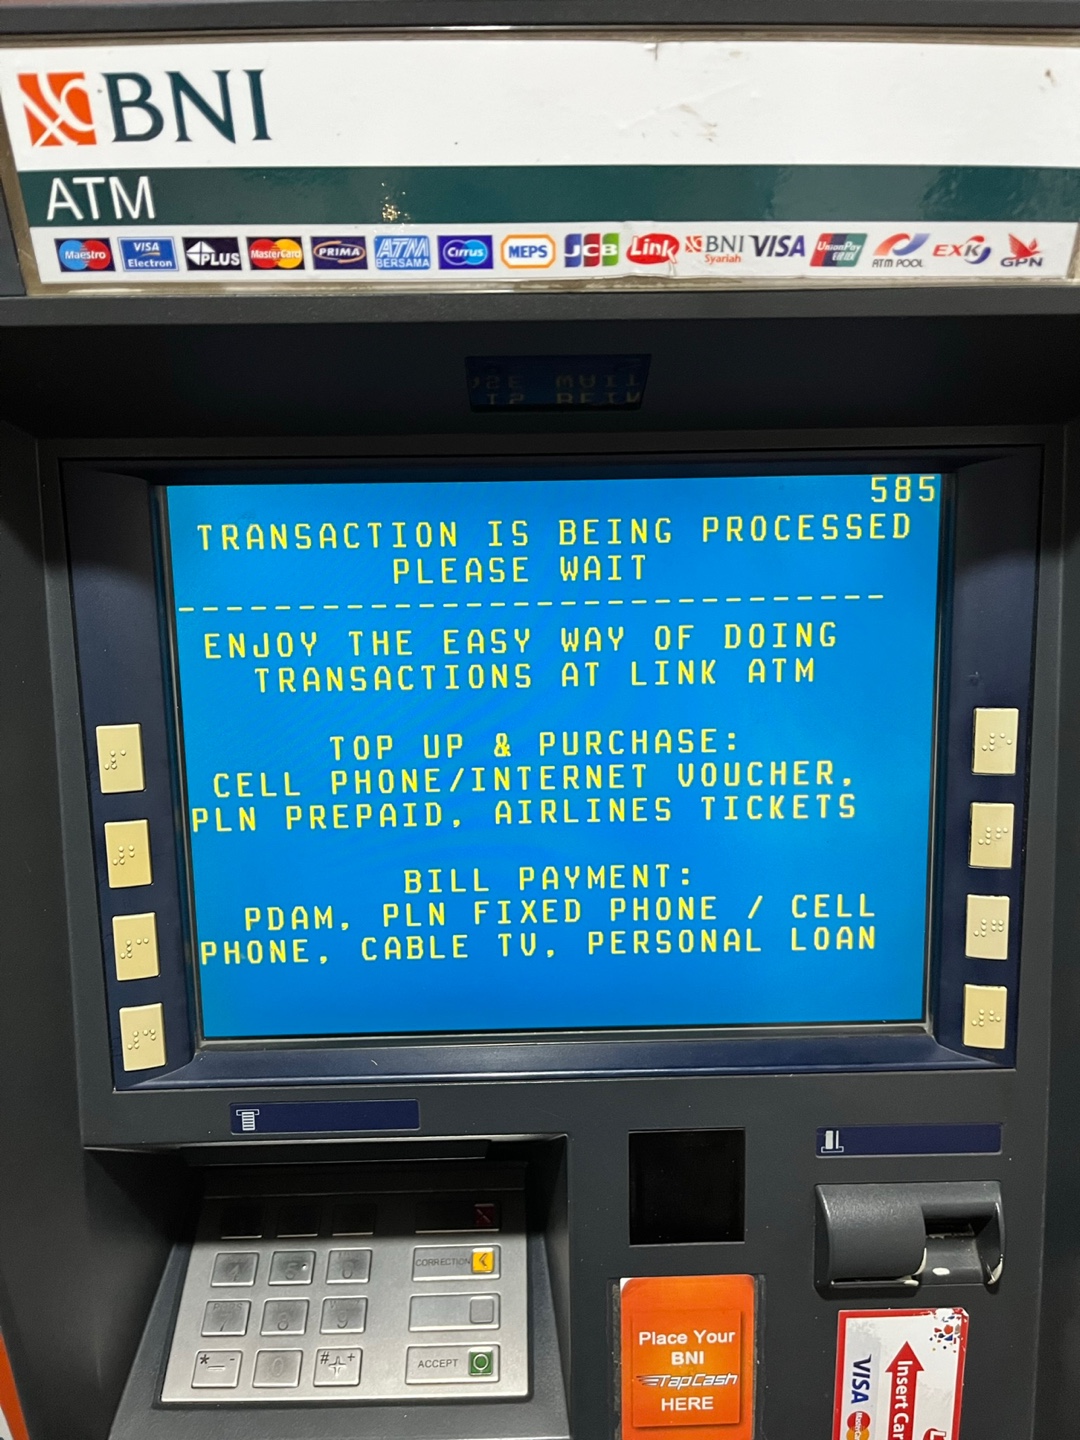 BNI
ATM
Maestro
VISA Electron
PLUS
MasterCard
PRIMA
ATM BERSAMA
Cirrus
MEPS
JCB
Link
BNI Syariah
VISA
UnionPay
ATM POOL
GPN
585
TRANSACTION IS BEING PROCESSED
PLEASE WAIT
------------------------------
ENJOY THE EASY WAY OF DOING
TRANSACTIONS AT LINK ATM
TOP UP & PURCHASE:
CELL PHONE/INTERNET VOUCHER,
PLN PREPAID, AIRLINES TICKETS
BILL PAYMENT:
PDAM, PLN FIXED PHONE / CELL
PHONE, CABLE TV, PERSONAL LOAN
CORRECTION
ACCEPT
Place Your
BNI
TapCash
HERE
VISA